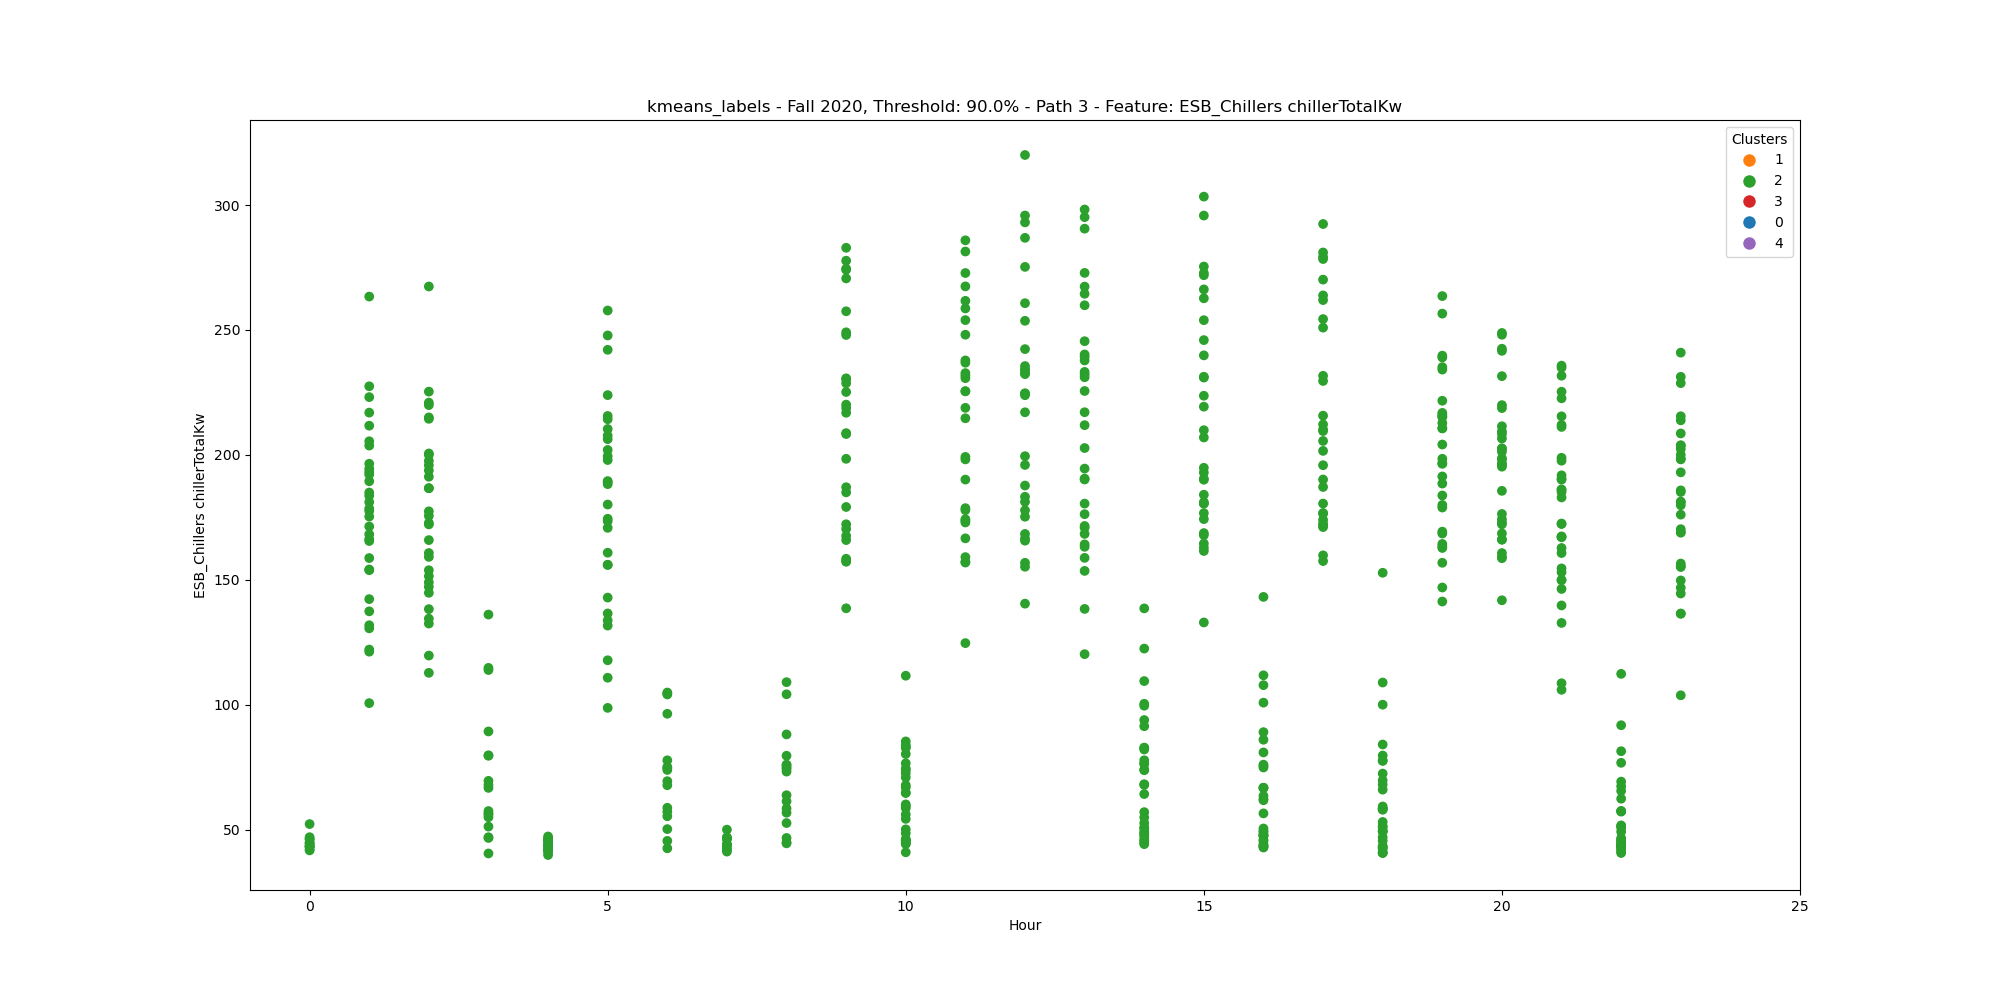 kmeans_labels - Fall 2020, Threshold: 90.0% - Path 3 - Feature: ESB_Chillers chillerTotalKw
Clusters
1
2
3
0
4
ESB_Chillers chillerTotalKw
300
250
200
150
100
50
0 5 10 15 20 25
Hour